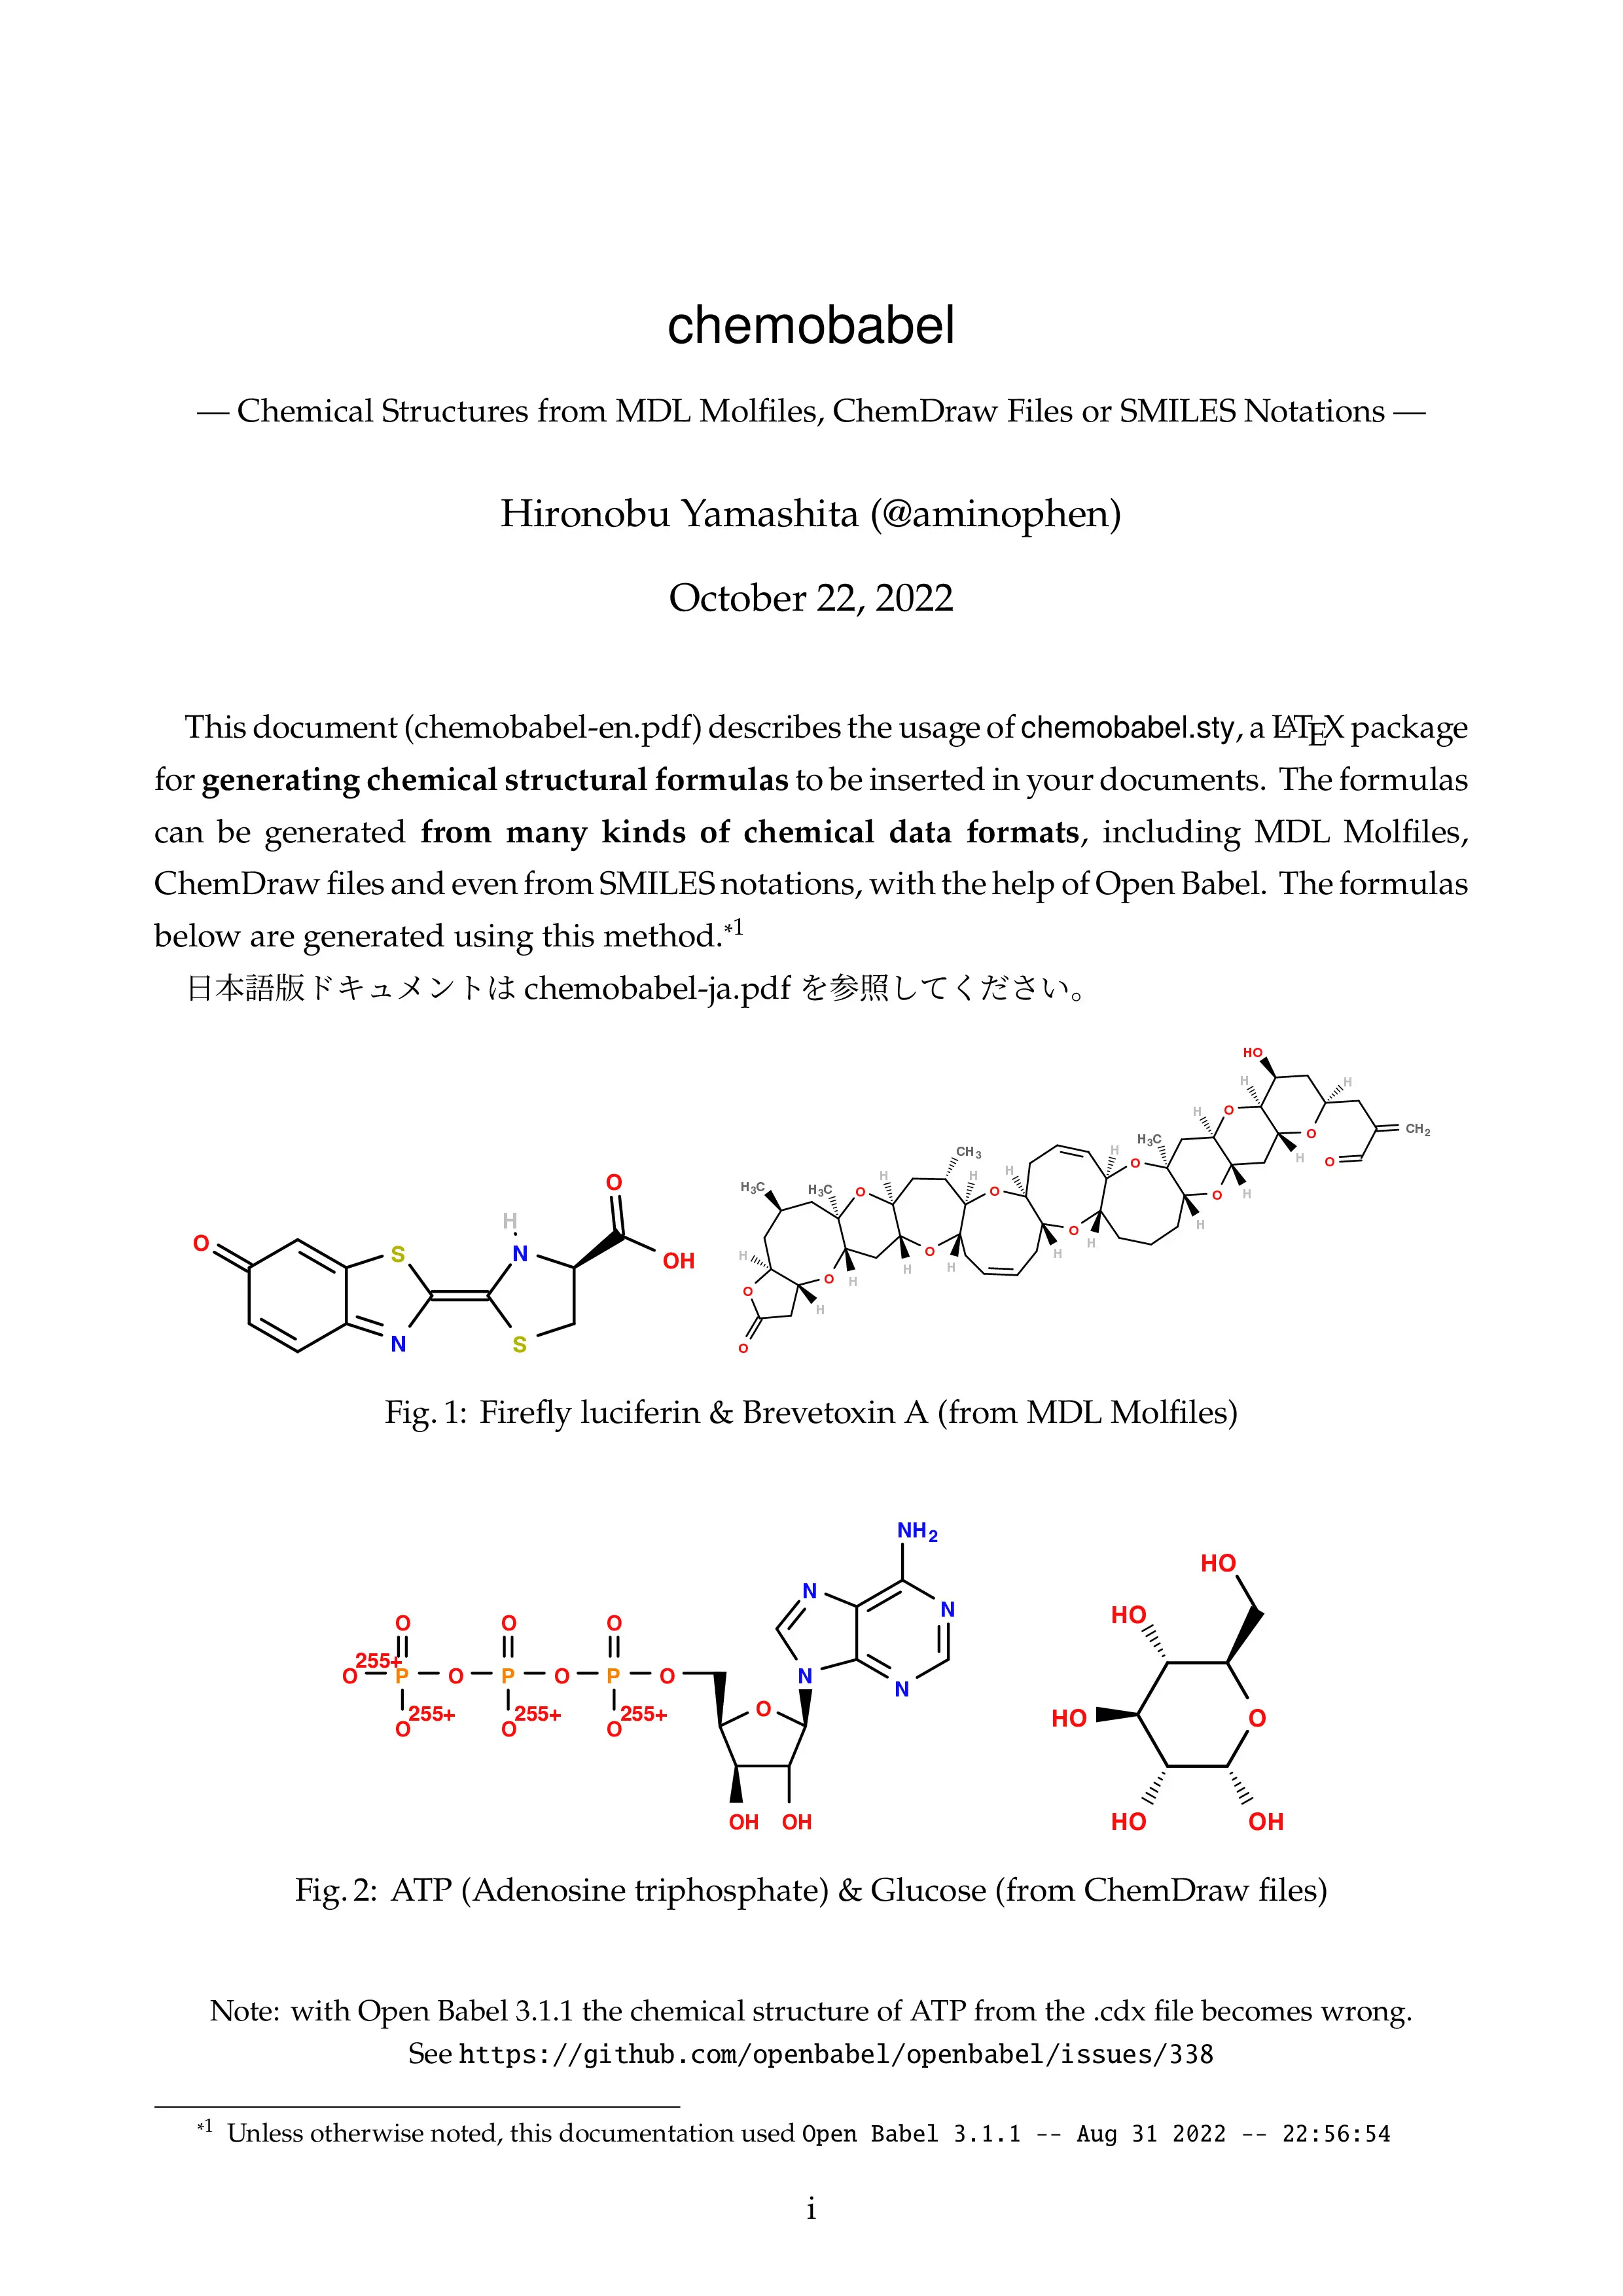 chemobabel
— Chemical Structures from MDL Molfiles, ChemDraw Files or SMILES Notations —
Hironobu Yamashita (@aminophen)
October 22, 2022
This document (chemobabel-en.pdf) describes the usage of chemobabel.sty, a LATEX package
for generating chemical structural formulas to be inserted in your documents. The formulas
can be generated from many kinds of chemical data formats, including MDL Molfiles,
ChemDraw files and even from SMILES notations, with the help of Open Babel. The formulas
below are generated using this method.*1
日本語版ドキュメントは chemobabel-ja.pdf を参照してください。
O S N H N S O OH
H3C H3C O H CH3 H O H H O H3C H O H HO H O CH2
H O O H O H H O H O H H O H H O H
O
Fig. 1: Firefly luciferin & Brevetoxin A (from MDL Molfiles)
NH2
N N N N
O O O
O 255+ P O P O P O
O 255+ O 255+ O 255+
O
OH OH
HO
HO
HO O
HO OH
Fig. 2: ATP (Adenosine triphosphate) & Glucose (from ChemDraw files)
Note: with Open Babel 3.1.1 the chemical structure of ATP from the .cdx file becomes wrong.
See https://github.com/openbabel/openbabel/issues/338
*1 Unless otherwise noted, this documentation used Open Babel 3.1.1 -- Aug 31 2022 -- 22:56:54
i